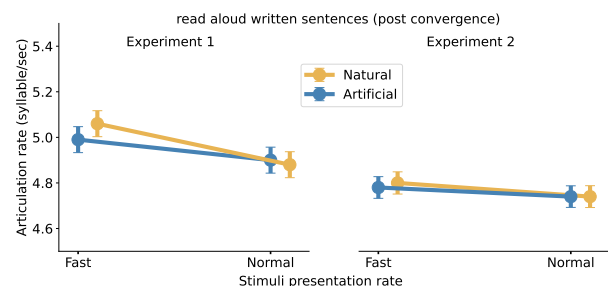 read aloud written sentences (post convergence)
Experiment 1
Experiment 2
Natural
Artificial
Articulation rate (syllable/sec)
5.4
5.2
5.0
4.8
4.6
Fast
Normal
Fast
Normal
Stimuli presentation rate